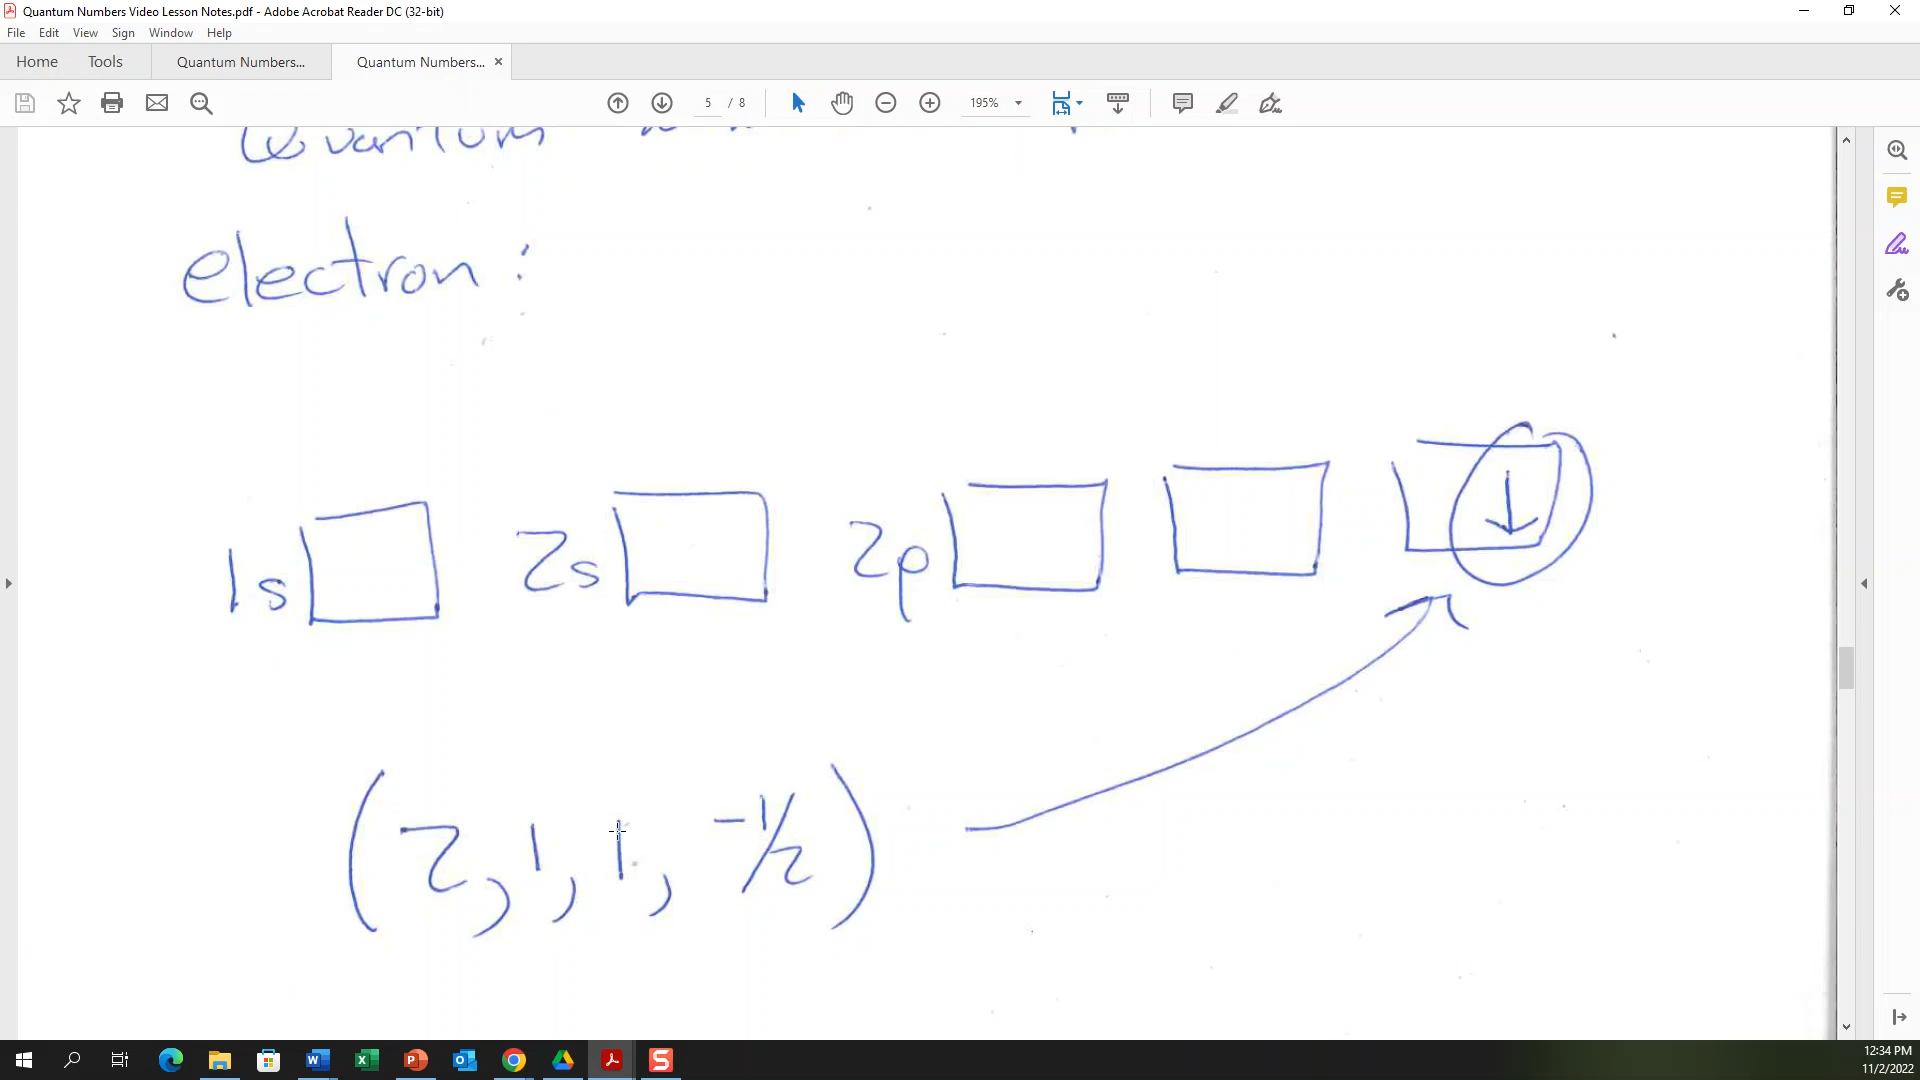 Quantum Numbers Video Lesson Notes.pdf - Adobe Acrobat Reader DC (32-bit)
File Edit View Sign Window Help
Home Tools Quantum Numbers... Quantum Numbers...
5 / 8 195%
Quantum
electron :
1s 2s 2p ↓
(2, 1, 1, -1/2)
12:34 PM
11/2/2022